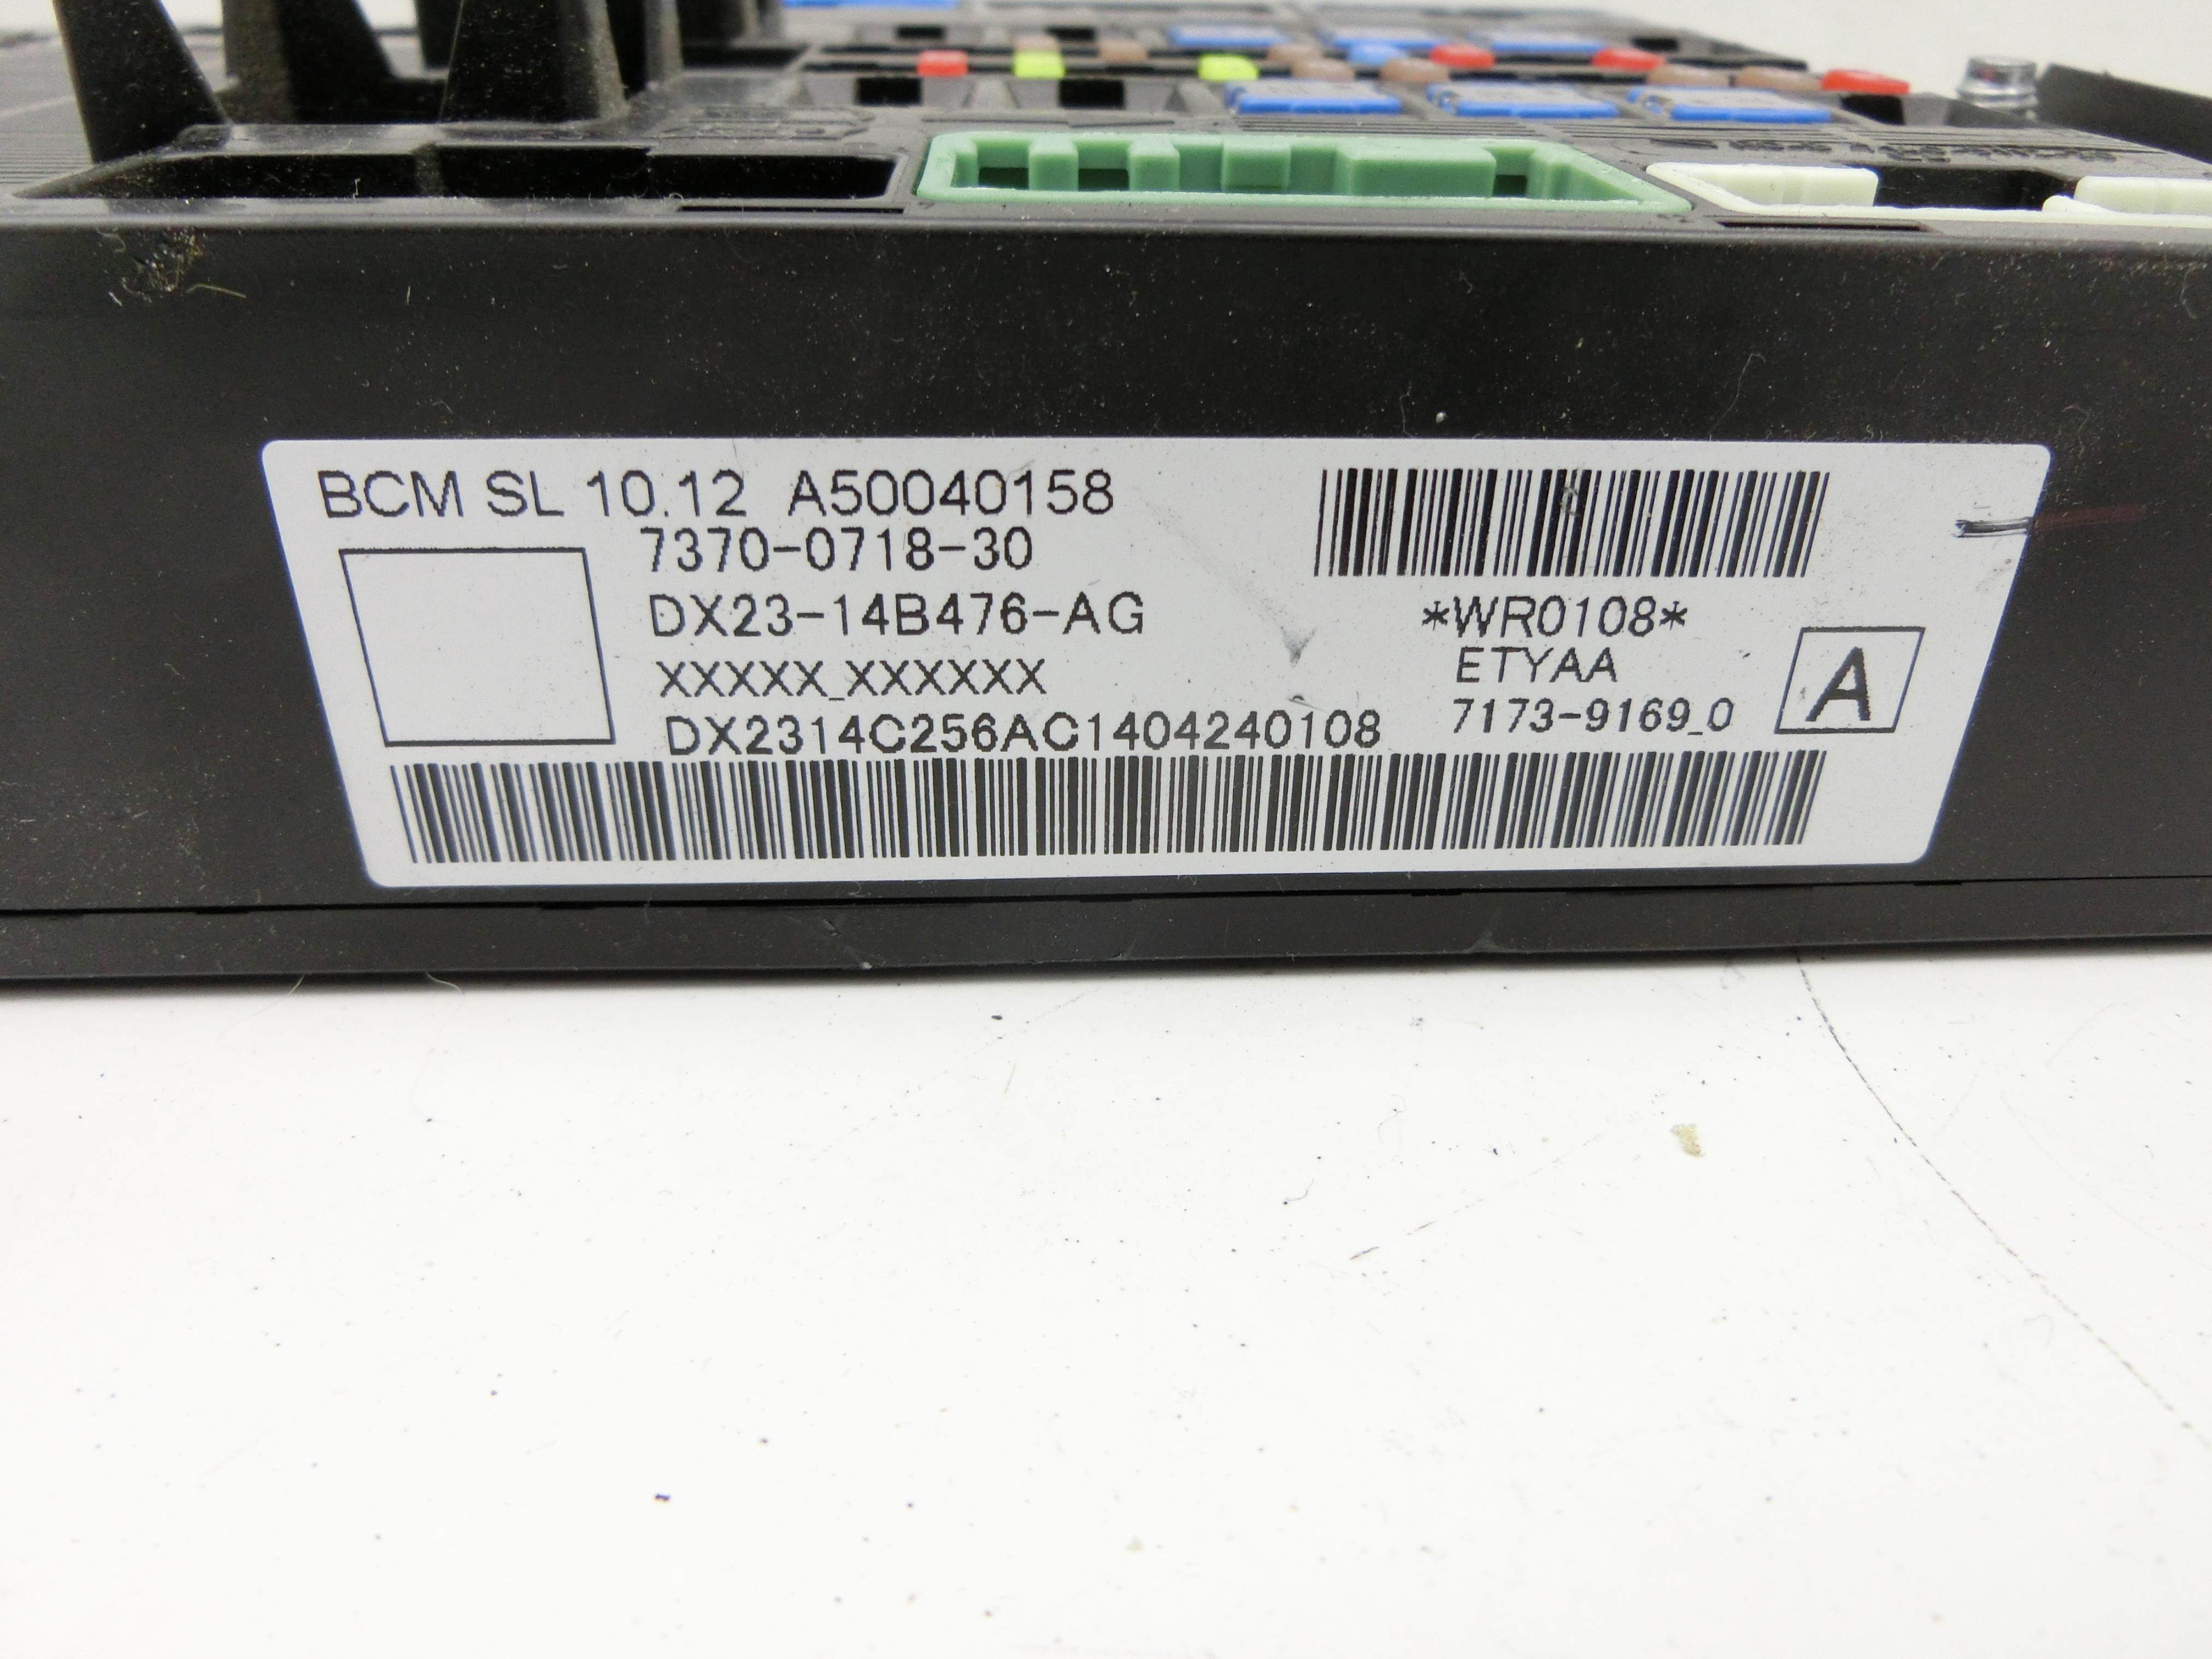 BCM SL 10.12 A50040158
7370-0718-30
DX23-14B476-AG
XXXXX_XXXXXX
DX2314C256AC1404240108
*WR0108*
ETYAA
7173-9169_0
A